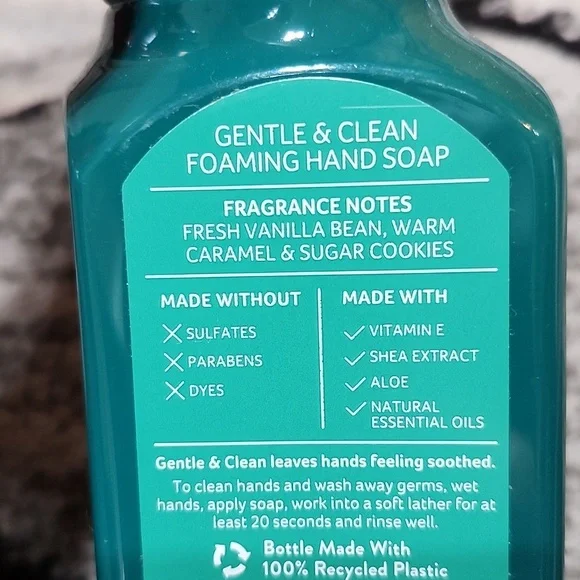 GENTLE & CLEAN
FOAMING HAND SOAP
FRAGRANCE NOTES
FRESH VANILLA BEAN, WARM
CARAMEL & SUGAR COOKIES
MADE WITHOUT
SULFATES
PARABENS
DYES
MADE WITH
VITAMIN E
SHEA EXTRACT
ALOE
NATURAL
ESSENTIAL OILS
Gentle & Clean leaves hands feeling soothed.
To clean hands and wash away germs, wet
hands, apply soap, work into a soft lather for at
least 20 seconds and rinse well.
Bottle Made With
100% Recycled Plastic